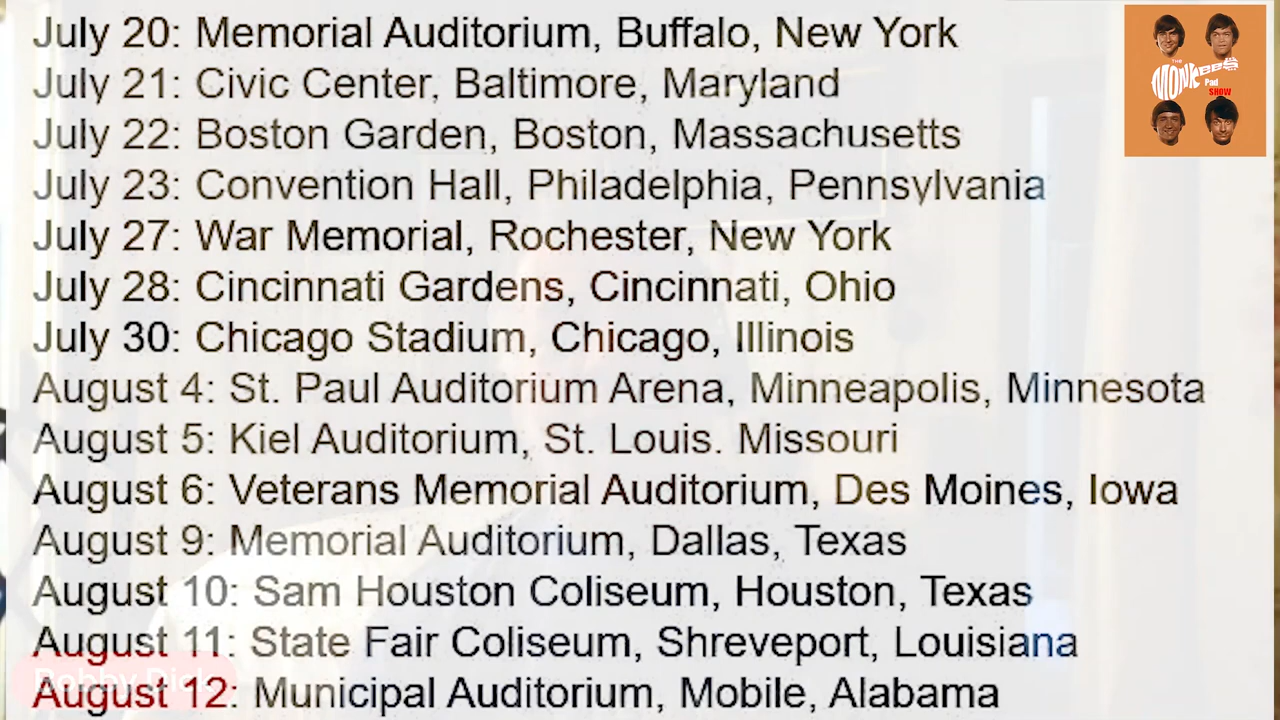 July 20: Memorial Auditorium, Buffalo, New York
July 21: Civic Center, Baltimore, Maryland
July 22: Boston Garden, Boston, Massachusetts
July 23: Convention Hall, Philadelphia, Pennsylvania
July 27: War Memorial, Rochester, New York
July 28: Cincinnati Gardens, Cincinnati, Ohio
July 30: Chicago Stadium, Chicago, Illinois
August 4: St. Paul Auditorium Arena, Minneapolis, Minnesota
August 5: Kiel Auditorium, St. Louis. Missouri
August 6: Veterans Memorial Auditorium, Des Moines, Iowa
August 9: Memorial Auditorium, Dallas, Texas
August 10: Sam Houston Coliseum, Houston, Texas
August 11: State Fair Coliseum, Shreveport, Louisiana
August 12: Municipal Auditorium, Mobile, Alabama
THE
MONKEES
Pad
SHOW